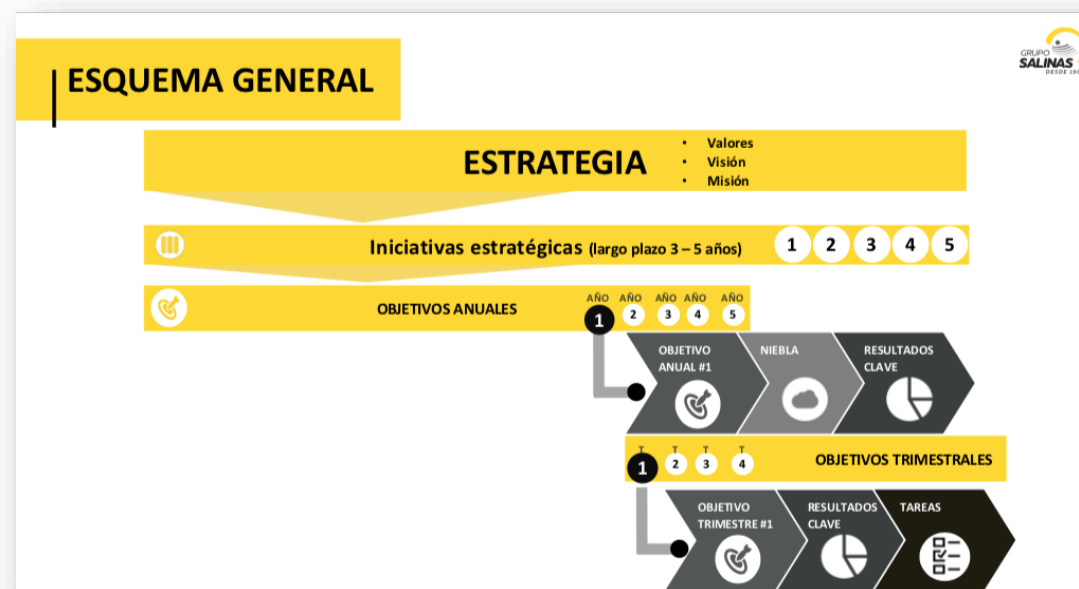 ESQUEMA GENERAL
GRUPO
SALINAS
ESTRATEGIA
• Valores
• Visión
• Misión
Iniciativas estratégicas (largo plazo 3 – 5 años) 1 2 3 4 5
OBJETIVOS ANUALES
AÑO AÑO AÑO AÑO AÑO
1 2 3 4 5
OBJETIVO
ANUAL #1
NIEBLA
RESULTADOS
CLAVE
T T T T
1 2 3 4
OBJETIVOS TRIMESTRALES
OBJETIVO
TRIMESTRE #1
RESULTADOS
CLAVE
TAREAS